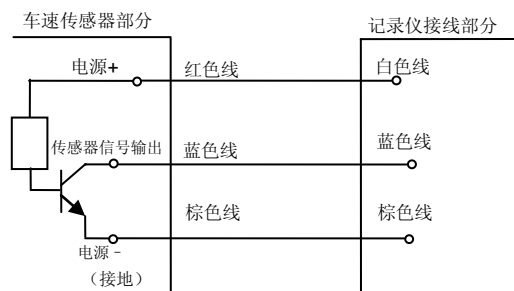 车速传感器部分
记录仪接线部分
电源+
红色线
白色线
传感器信号输出
蓝色线
蓝色线
棕色线
棕色线
电源 -
（接地）